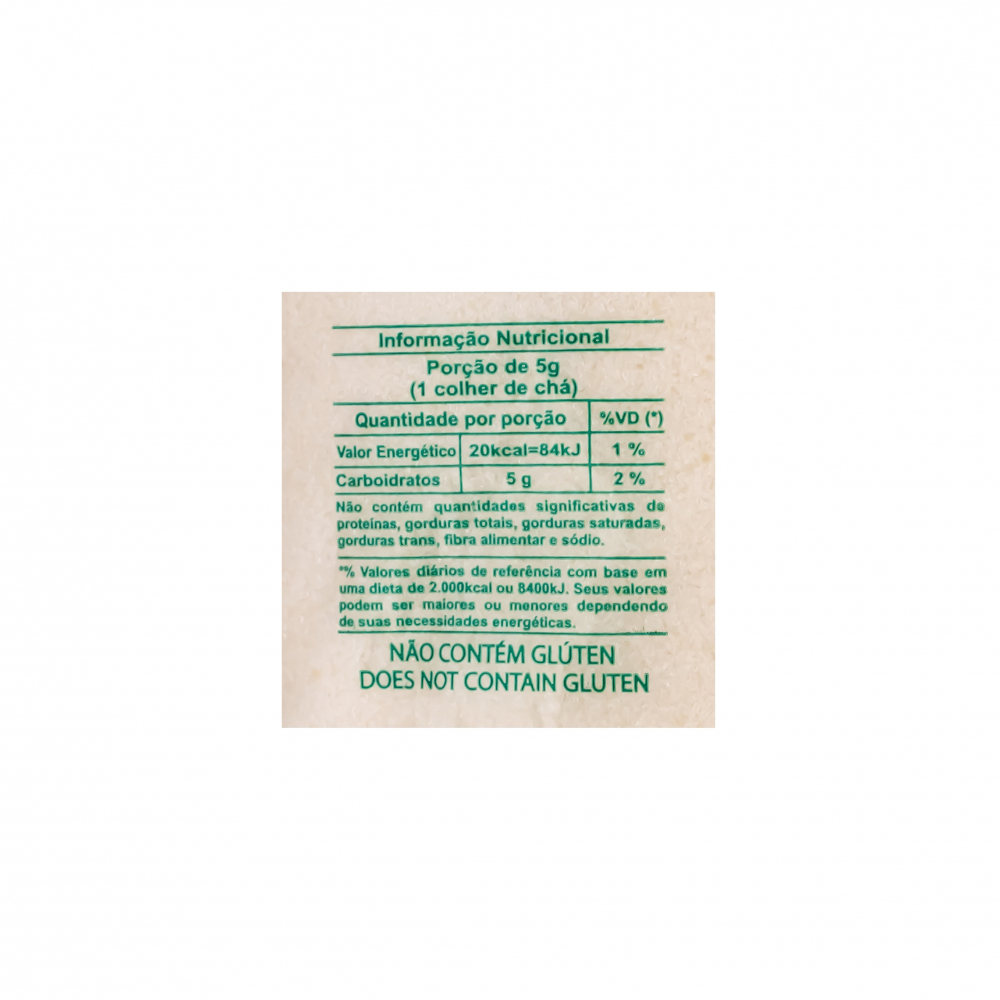 Informação Nutricional
Porção de 5g
(1 colher de chá)
Quantidade por porção %VD (*)
Valor Energético 20kcal=84kJ 1 %
Carboidratos 5 g 2 %
Não contém quantidades significativas de
proteínas, gorduras totais, gorduras saturadas,
gorduras trans, fibra alimentar e sódio.
*% Valores diários de referência com base em
uma dieta de 2.000kcal ou 8400kJ. Seus valores
podem ser maiores ou menores dependendo
de suas necessidades energéticas.
NÃO CONTÉM GLÚTEN
DOES NOT CONTAIN GLUTEN